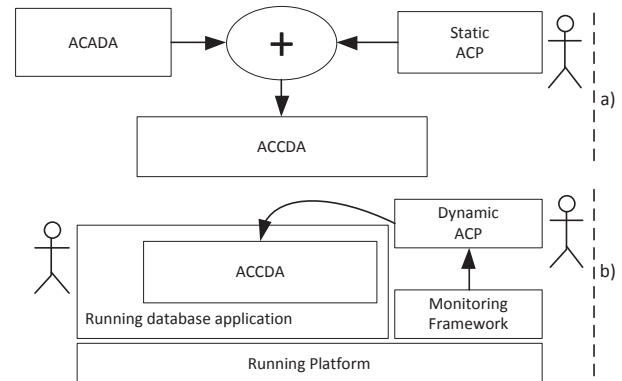 ACADA
+
Static
ACP
a)
ACCDA
Dynamic
ACP
ACCDA
b)
Running database application
Monitoring
Framework
Running Platform